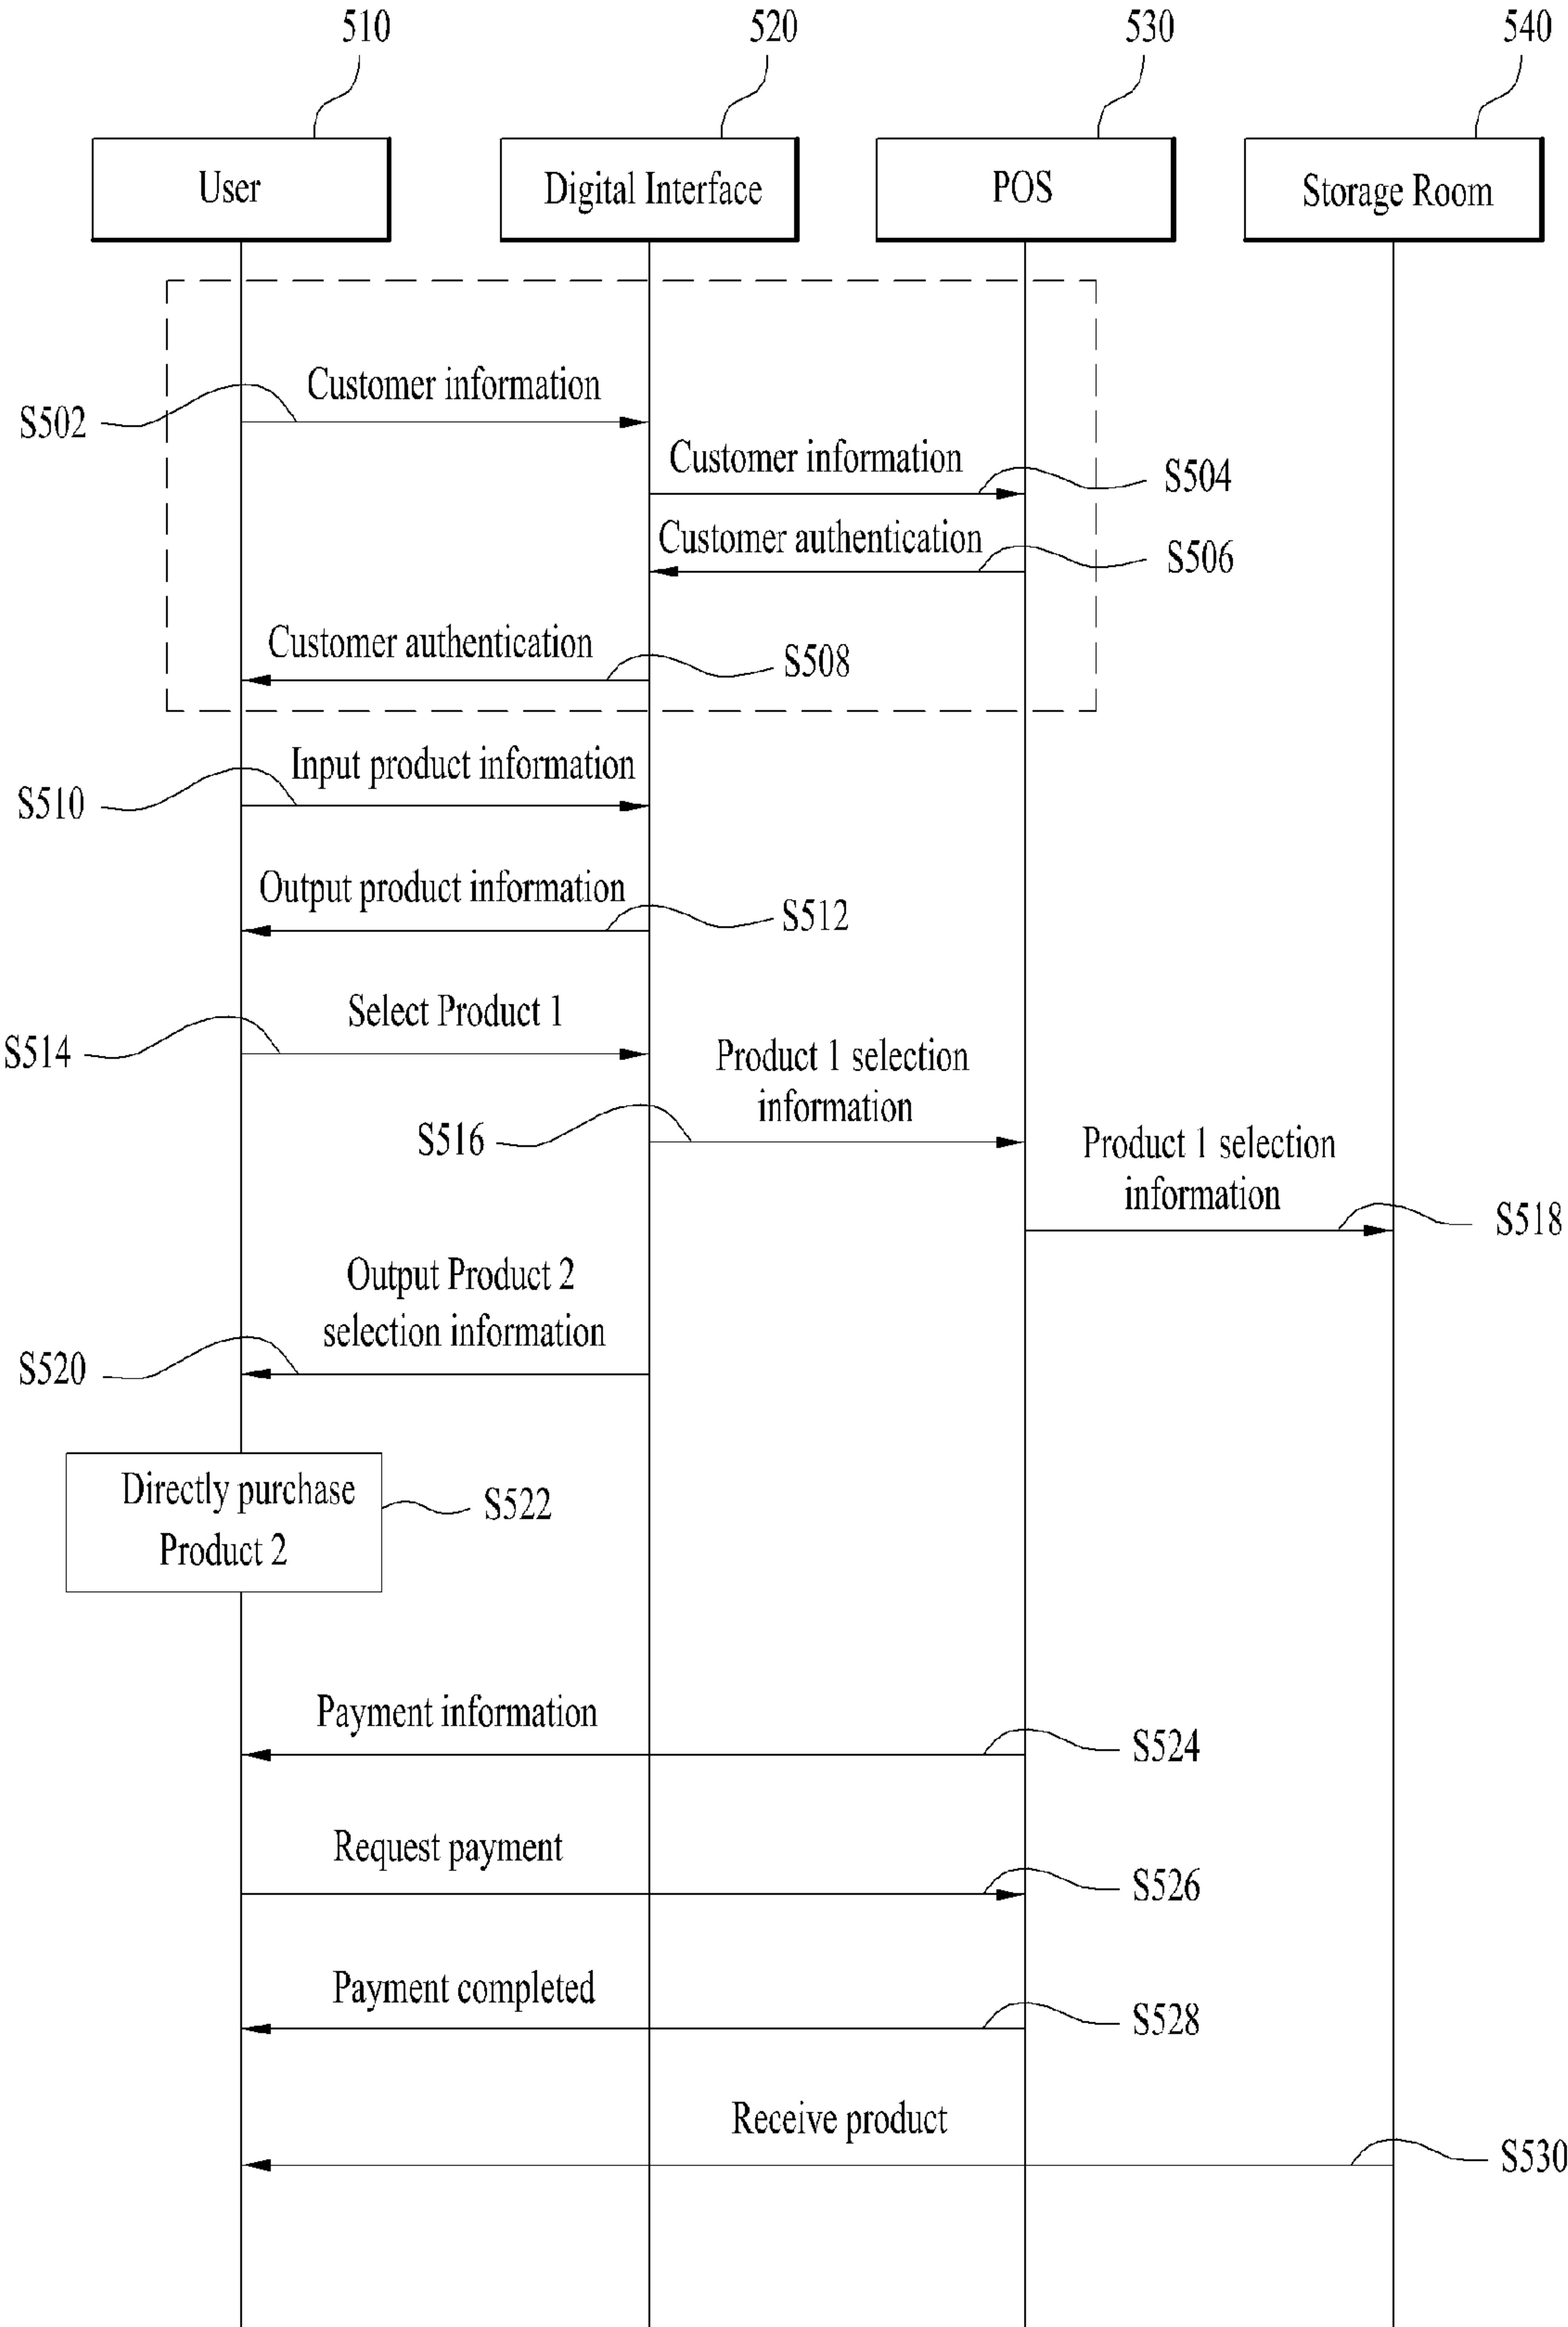 510
520
530
540
User
Digital Interface
POS
Storage Room
Customer information
S502
Customer information
S504
Customer authentication
S506
Customer authentication
S508
Input product information
S510
Output product information
S512
Select Product 1
S514
Product 1 selection
information
S516
Product 1 selection
information
S518
Output Product 2
selection information
S520
Directly purchase
Product 2
S522
Payment information
S524
Request payment
S526
Payment completed
S528
Receive product
S530